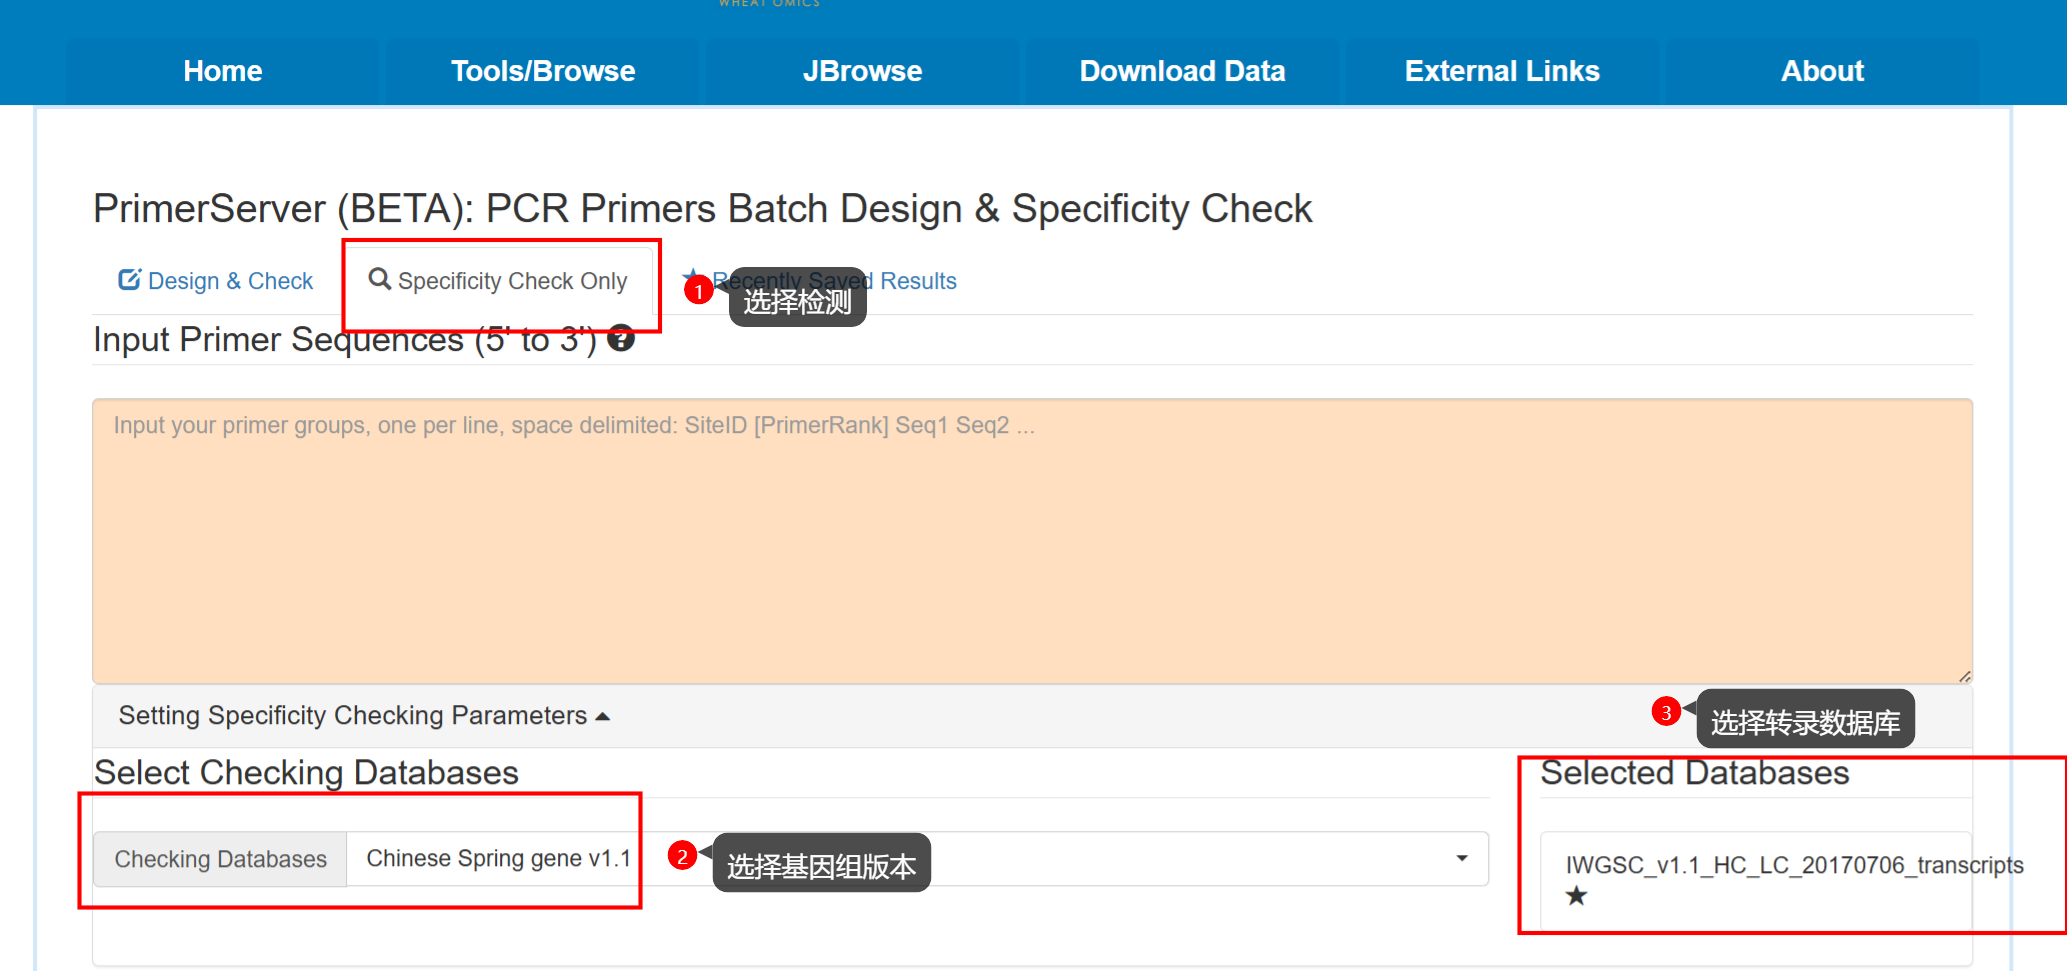 WHEAT OMICS
Home Tools/Browse JBrowse Download Data External Links About
PrimerServer (BETA): PCR Primers Batch Design & Specificity Check
Design & Check Specificity Check Only Recently Saved Results
1 选择检测
Input Primer Sequences (5' to 3')
Input your primer groups, one per line, space delimited: SiteID [PrimerRank] Seq1 Seq2 ...
Setting Specificity Checking Parameters
3 选择转录数据库
Select Checking Databases
Selected Databases
Checking Databases Chinese Spring gene v1.1
2 选择基因组版本
IWGSC_v1.1_HC_LC_20170706_transcripts